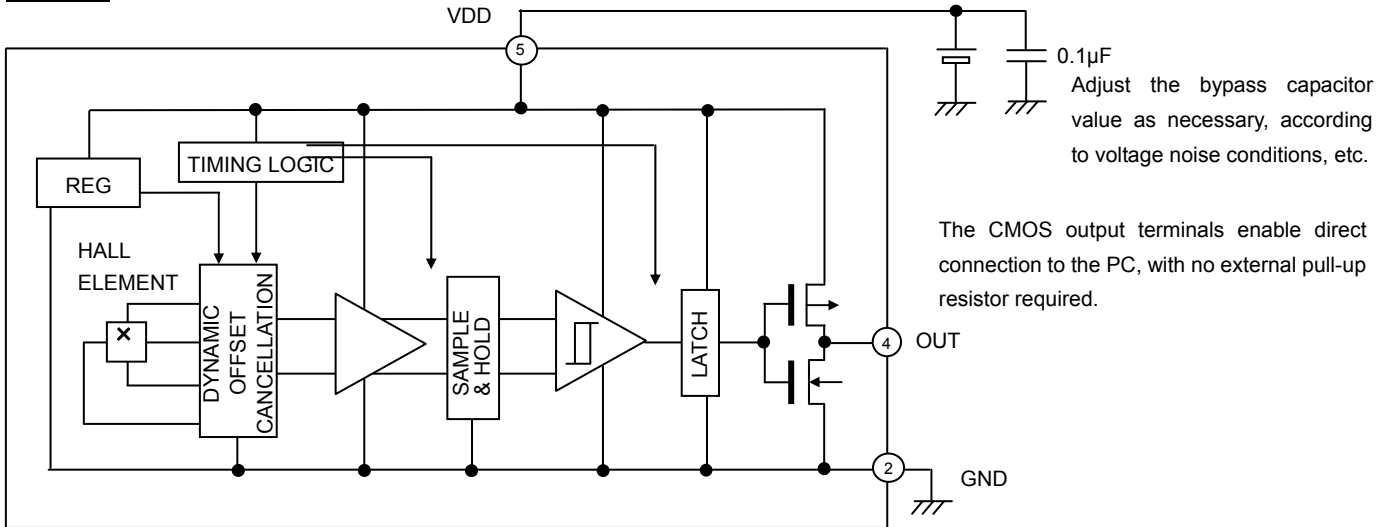 VDD
5
0.1µF
Adjust the bypass capacitor
value as necessary, according
to voltage noise conditions, etc.
TIMING LOGIC
REG
HALL
ELEMENT
×
DYNAMIC
OFFSET
CANCELLATION
SAMPLE
& HOLD
LATCH
The CMOS output terminals enable direct
connection to the PC, with no external pull-up
resistor required.
4
OUT
2
GND